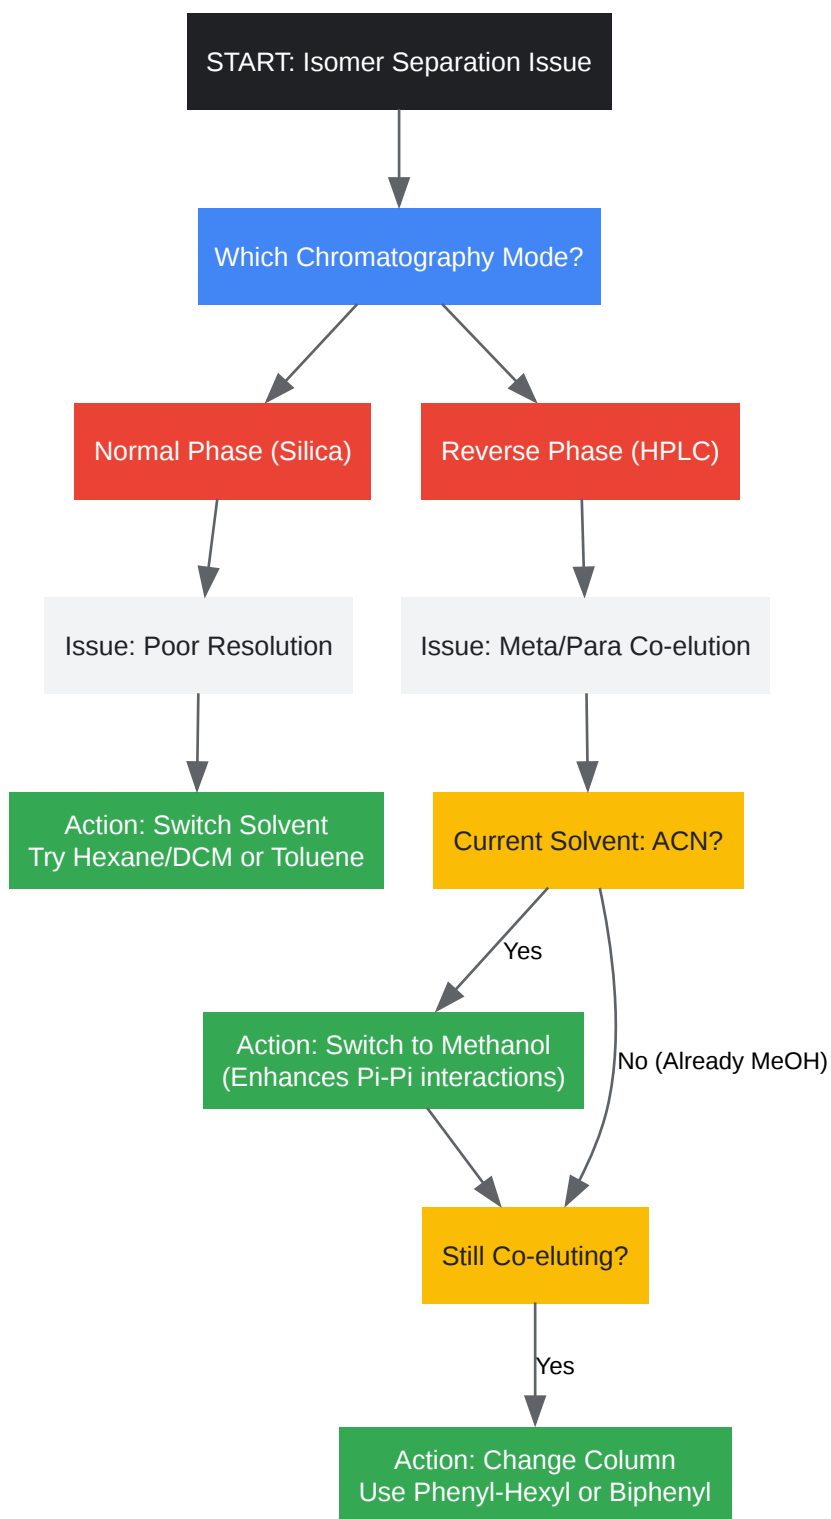 START: Isomer Separation Issue
Which Chromatography Mode?
Normal Phase (Silica)
Reverse Phase (HPLC)
Issue: Poor Resolution
Issue: Meta/Para Co-elution
Action: Switch Solvent
Try Hexane/DCM or Toluene
Current Solvent: ACN?
Yes
Action: Switch to Methanol
(Enhances Pi-Pi interactions)
No (Already MeOH)
Still Co-eluting?
Yes
Action: Change Column
Use Phenyl-Hexyl or Biphenyl